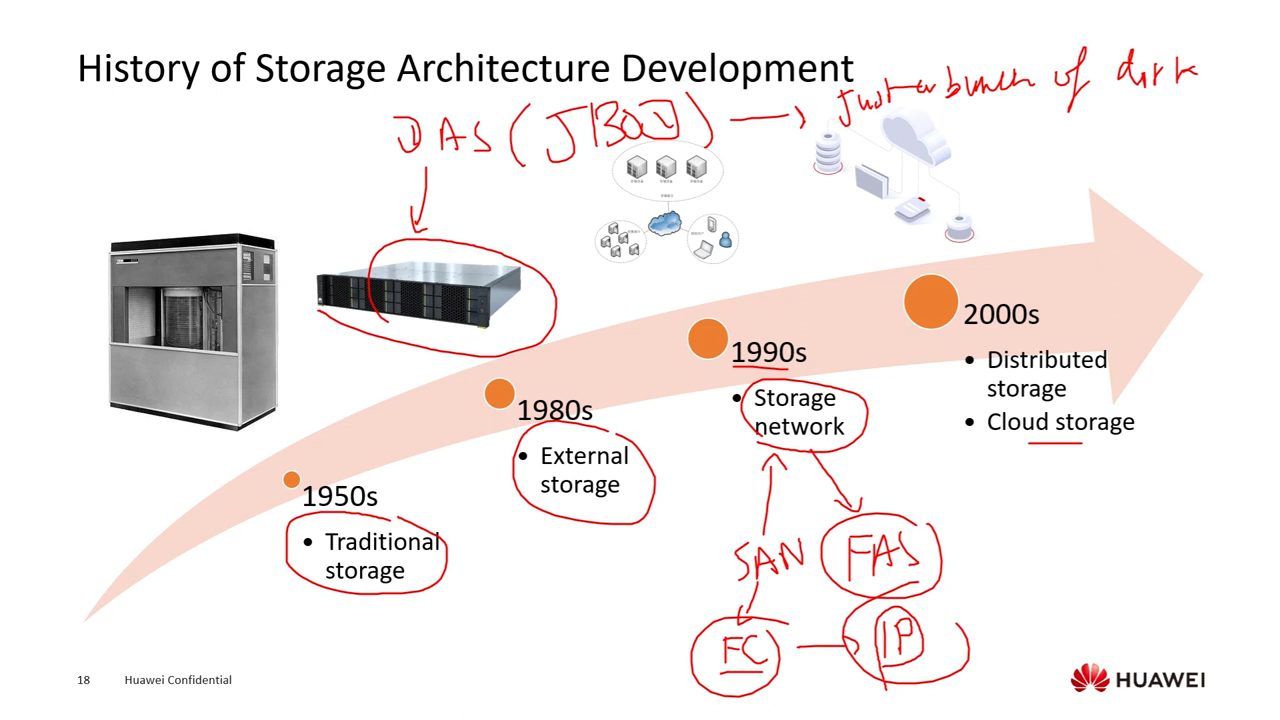 History of Storage Architecture Development
DAS (JBOD) → Just a bunch of disk
1950s
• Traditional
storage
1980s
• External
storage
1990s
• Storage
network
SAN
FAS
FC
IP
2000s
• Distributed
storage
• Cloud storage
18
Huawei Confidential
HUAWEI